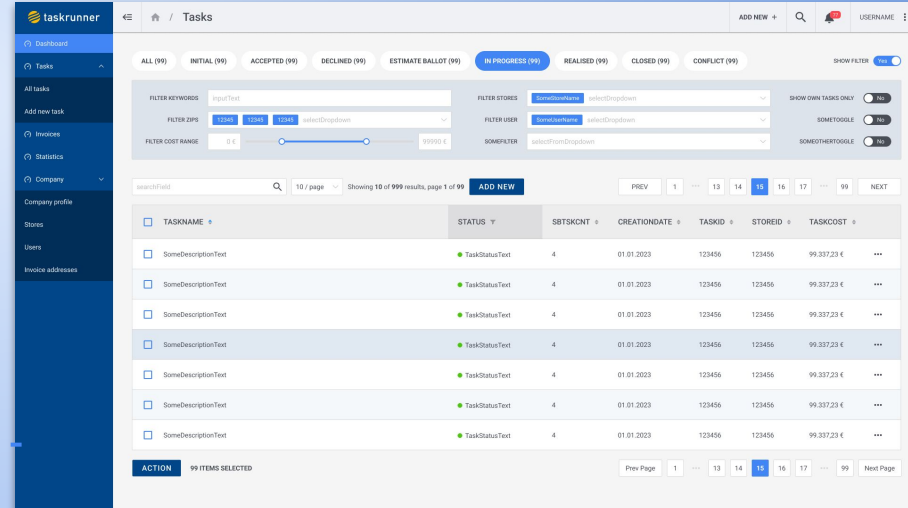 taskrunner
/ Tasks
ADD NEW +
USERNAME
Dashboard
Tasks
All tasks
Add new task
Invoices
Statistics
Company
Company profile
Stores
Users
Invoice addresses
ALL (99) INITIAL (99) ACCEPTED (99) DECLINED (99) ESTIMATE BALLOT (99) IN PROGRESS (99) REALISED (99) CLOSED (99) CONFLICT (99) SHOW FILTER Yes
FILTER KEYWORDS inputText FILTER STORES SomeStoreName selectDropdown SHOW OWN TASKS ONLY No
FILTER ZIPS 12345 12345 12345 selectDropdown FILTER USER SomeUserName selectDropdown SOMETOGGLE No
FILTER COST RANGE 0 € 99990 € SOMEFILTER selectFromDropdown SOMEOTHERTOGGLE No
searchField 10 / page Showing 10 of 999 results, page 1 of 99 ADD NEW PREV 1 ··· 13 14 15 16 17 ··· 99 NEXT
TASKNAME STATUS SBTSKCNT CREATIONDATE TASKID STOREID TASKCOST
SomeDescriptionText TaskStatusText 4 01.01.2023 123456 123456 99.337,23 €
SomeDescriptionText TaskStatusText 4 01.01.2023 123456 123456 99.337,23 €
SomeDescriptionText TaskStatusText 4 01.01.2023 123456 123456 99.337,23 €
SomeDescriptionText TaskStatusText 4 01.01.2023 123456 123456 99.337,23 €
SomeDescriptionText TaskStatusText 4 01.01.2023 123456 123456 99.337,23 €
SomeDescriptionText TaskStatusText 4 01.01.2023 123456 123456 99.337,23 €
SomeDescriptionText TaskStatusText 4 01.01.2023 123456 123456 99.337,23 €
ACTION 99 ITEMS SELECTED Prev Page 1 ··· 13 14 15 16 17 ··· 99 Next Page